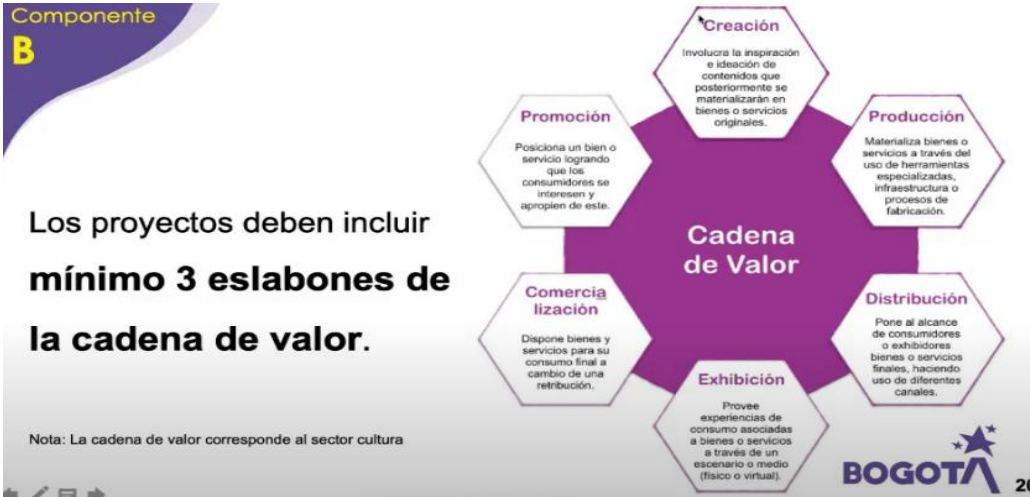 Componente
B
Los proyectos deben incluir
mínimo 3 eslabones de
la cadena de valor.
Nota: La cadena de valor corresponde al sector cultura
Cadena
de Valor
Creación
Involucra la inspiración
e ideación de
contenidos que
posteriormente se
materializarán en
bienes o servicios
originales.
Producción
Materializa bienes o
servicios a través del
uso de herramientas
especializadas,
infraestructura o
procesos de
fabricación.
Distribución
Pone al alcance
de consumidores
o exhibidores
bienes o servicios
finales, haciendo
uso de diferentes
canales.
Exhibición
Provee
experiencias de
consumo asociadas
a bienes o servicios
a través de un
escenario o medio
(físico o virtual).
Comercia
lización
Dispone bienes y
servicios para su
consumo final a
cambio de una
retribución.
Promoción
Posiciona un bien o
servicio logrando
que los
consumidores se
interesen y
apropien de este.
BOGOTÁ